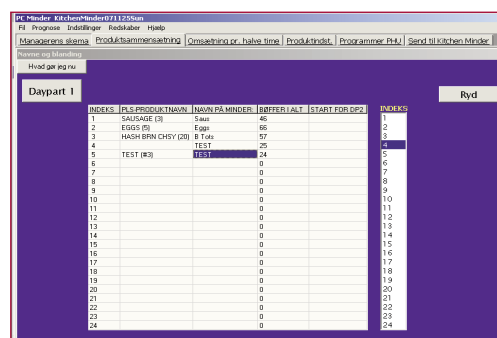 PC Minder KitchenMinder0711255Sun
Fil Prognose Indstillinger Redskaber Hjælp
Managerens skema Produktsammensætning Omsætning pr. halve time Produktindst. Programmer PHU Send til Kitchen Minder
Navne og blanding
Hvad gør jeg nu
Daypart 1
Ryd
INDEKS PLS-PRODUKTNAVN NAVN PÅ MINDER: BØFFER I ALT START FOR DP2 INDEKS
1 SAUSAGE (3) Saus 46 1
2 EGGS (5) Eggs 66 2
3 HASH BRN CHSY (20) B Tots 57 3
4 TEST 25 4
5 TEST (#3) TEST 24 5
6 0 6
7 0 7
8 0 8
9 0 9
10 0 10
11 0 11
12 0 12
13 0 13
14 0 14
15 0 15
16 0 16
17 0 17
18 0 18
19 0 19
20 0 20
21 0 21
22 0 22
23 0 23
24 0 24